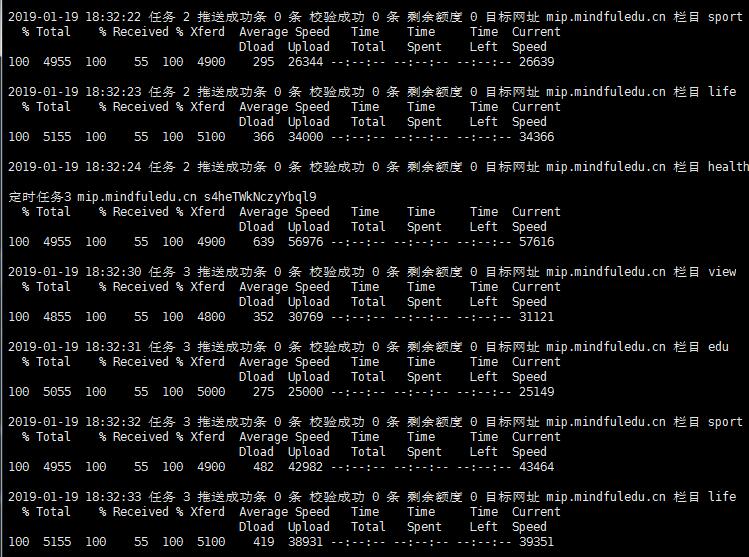 2019-01-19 18:32:22 任务 2 推送成功条 0 条 校验成功 0 条 剩余额度 0 目标网址 mip.mindfuledu.cn 栏目 sport
% Total % Received % Xferd Average Speed Time Time Time Current
Dload Upload Total Spent Left Speed
100 4955 100 55 100 4900 295 26344 --:--:-- --:--:-- --:--:-- 26639
2019-01-19 18:32:23 任务 2 推送成功条 0 条 校验成功 0 条 剩余额度 0 目标网址 mip.mindfuledu.cn 栏目 life
% Total % Received % Xferd Average Speed Time Time Time Current
Dload Upload Total Spent Left Speed
100 5155 100 55 100 5100 366 34000 --:--:-- --:--:-- --:--:-- 34366
2019-01-19 18:32:24 任务 2 推送成功条 0 条 校验成功 0 条 剩余额度 0 目标网址 mip.mindfuledu.cn 栏目 health
定时任务3 mip.mindfuledu.cn s4heTWkNczyYbql9
% Total % Received % Xferd Average Speed Time Time Time Current
Dload Upload Total Spent Left Speed
100 4955 100 55 100 4900 639 56976 --:--:-- --:--:-- --:--:-- 57616
2019-01-19 18:32:30 任务 3 推送成功条 0 条 校验成功 0 条 剩余额度 0 目标网址 mip.mindfuledu.cn 栏目 view
% Total % Received % Xferd Average Speed Time Time Time Current
Dload Upload Total Spent Left Speed
100 4855 100 55 100 4800 352 30769 --:--:-- --:--:-- --:--:-- 31121
2019-01-19 18:32:31 任务 3 推送成功条 0 条 校验成功 0 条 剩余额度 0 目标网址 mip.mindfuledu.cn 栏目 edu
% Total % Received % Xferd Average Speed Time Time Time Current
Dload Upload Total Spent Left Speed
100 5055 100 55 100 5000 275 25000 --:--:-- --:--:-- --:--:-- 25149
2019-01-19 18:32:32 任务 3 推送成功条 0 条 校验成功 0 条 剩余额度 0 目标网址 mip.mindfuledu.cn 栏目 sport
% Total % Received % Xferd Average Speed Time Time Time Current
Dload Upload Total Spent Left Speed
100 4955 100 55 100 4900 482 42982 --:--:-- --:--:-- --:--:-- 43464
2019-01-19 18:32:33 任务 3 推送成功条 0 条 校验成功 0 条 剩余额度 0 目标网址 mip.mindfuledu.cn 栏目 life
% Total % Received % Xferd Average Speed Time Time Time Current
Dload Upload Total Spent Left Speed
100 5155 100 55 100 5100 419 38931 --:--:-- --:--:-- --:--:-- 39351